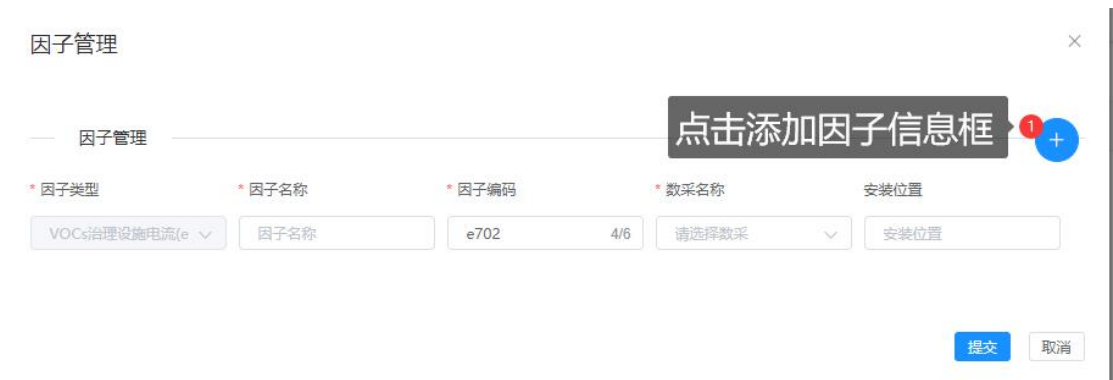 因子管理
因子管理
点击添加因子信息框
1
* 因子类型 * 因子名称 * 因子编码 * 数采名称 安装位置
VOCs治理设施电流(e 因子名称 e702 4/6 请选择数采 安装位置
提交 取消